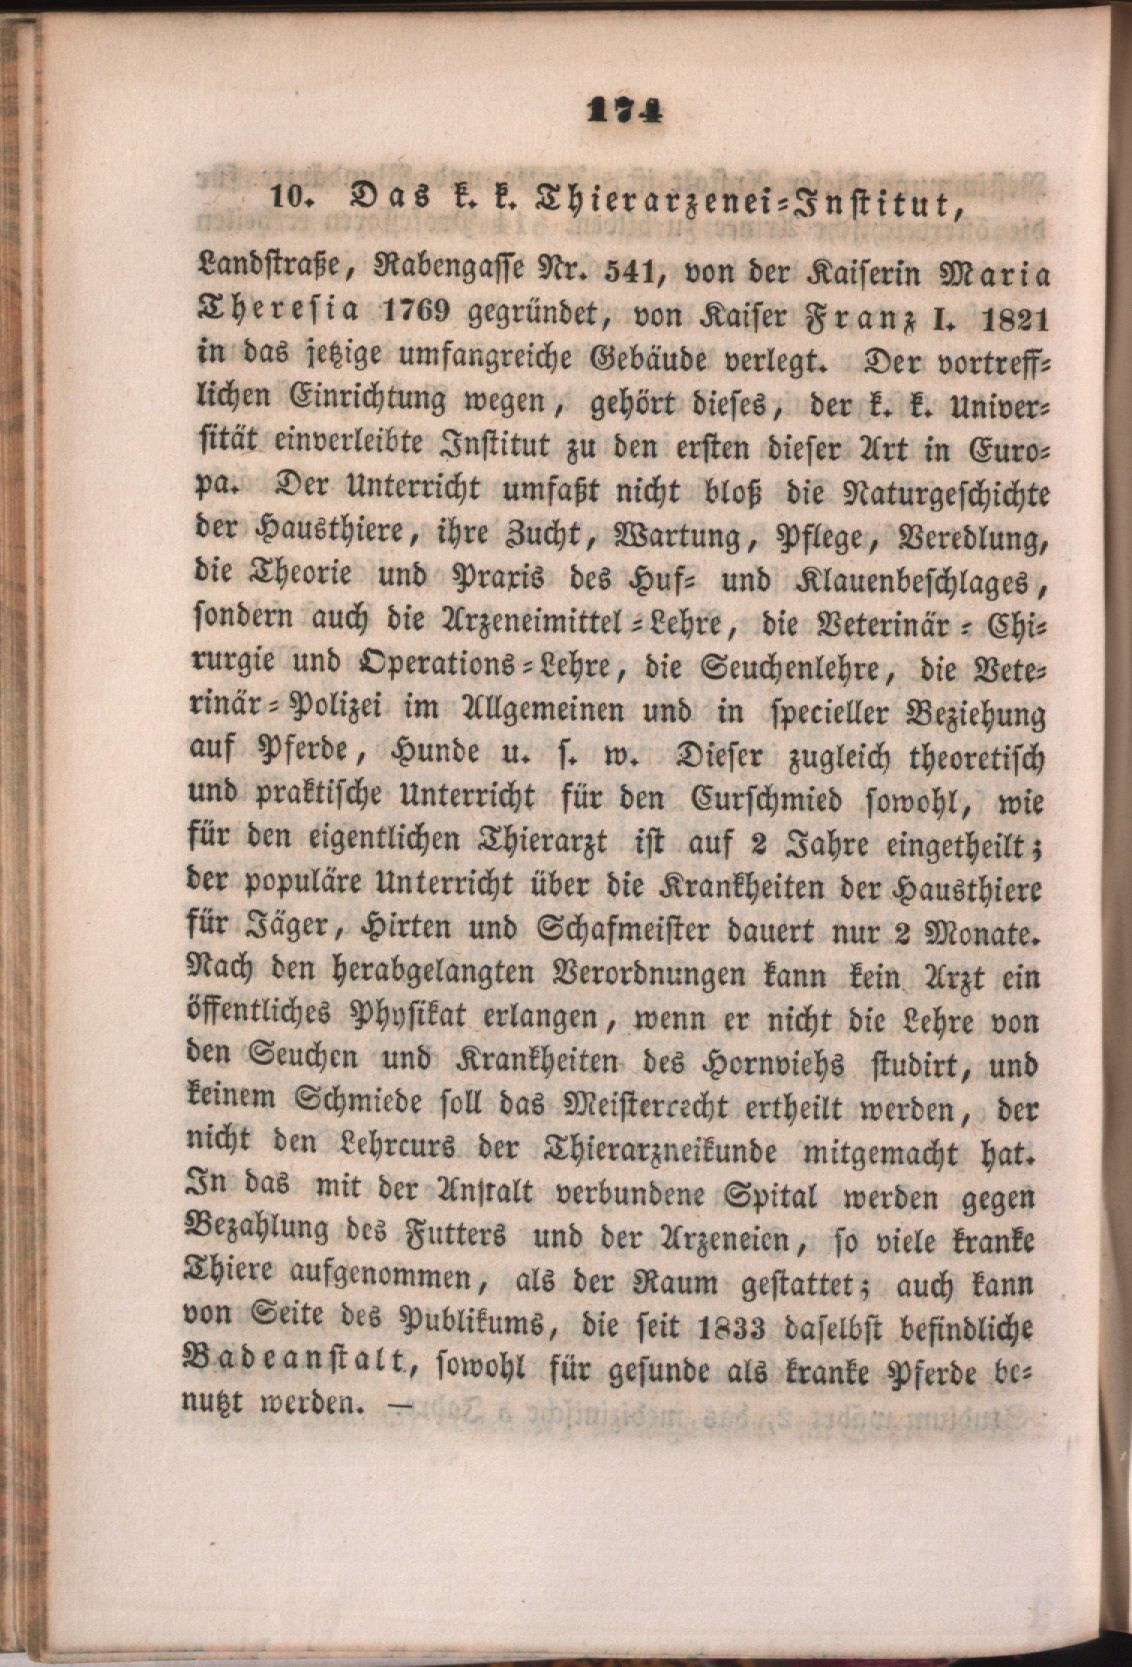 174
10. Das k. k. Thierarzenei-Institut,
Landstraße, Rabengasse Nr. 541, von der Kaiserin Maria
Theresia 1769 gegründet, von Kaiser Franz I. 1821
in das jetzige umfangreiche Gebäude verlegt. Der vortreff-
lichen Einrichtung wegen, gehört dieses, der k. k. Univer-
sität einverleibte Institut zu den ersten dieser Art in Euro-
pa. Der Unterricht umfaßt nicht bloß die Naturgeschichte
der Hausthiere, ihre Zucht, Wartung, Pflege, Veredlung,
die Theorie und Praxis des Huf- und Klauenbeschlages,
sondern auch die Arzeneimittel-Lehre, die Veterinär-Chi-
rurgie und Operations-Lehre, die Seuchenlehre, die Vete-
rinär-Polizei im Allgemeinen und in specieller Beziehung
auf Pferde, Hunde u. s. w. Dieser zugleich theoretisch
und praktische Unterricht für den Curschmied sowohl, wie
für den eigentlichen Thierarzt ist auf 2 Jahre eingetheilt;
der populäre Unterricht über die Krankheiten der Hausthiere
für Jäger, Hirten und Schafmeister dauert nur 2 Monate.
Nach den herabgelangten Verordnungen kann kein Arzt ein
öffentliches Physikat erlangen, wenn er nicht die Lehre von
den Seuchen und Krankheiten des Hornviehs studirt, und
keinem Schmiede soll das Meisterrecht ertheilt werden, der
nicht den Lehrcurs der Thierarzneikunde mitgemacht hat.
In das mit der Anstalt verbundene Spital werden gegen
Bezahlung des Futters und der Arzeneien, so viele kranke
Thiere aufgenommen, als der Raum gestattet; auch kann
von Seite des Publikums, die seit 1833 daselbst befindliche
Badeanstalt, sowohl für gesunde als kranke Pferde be-
nutzt werden. —